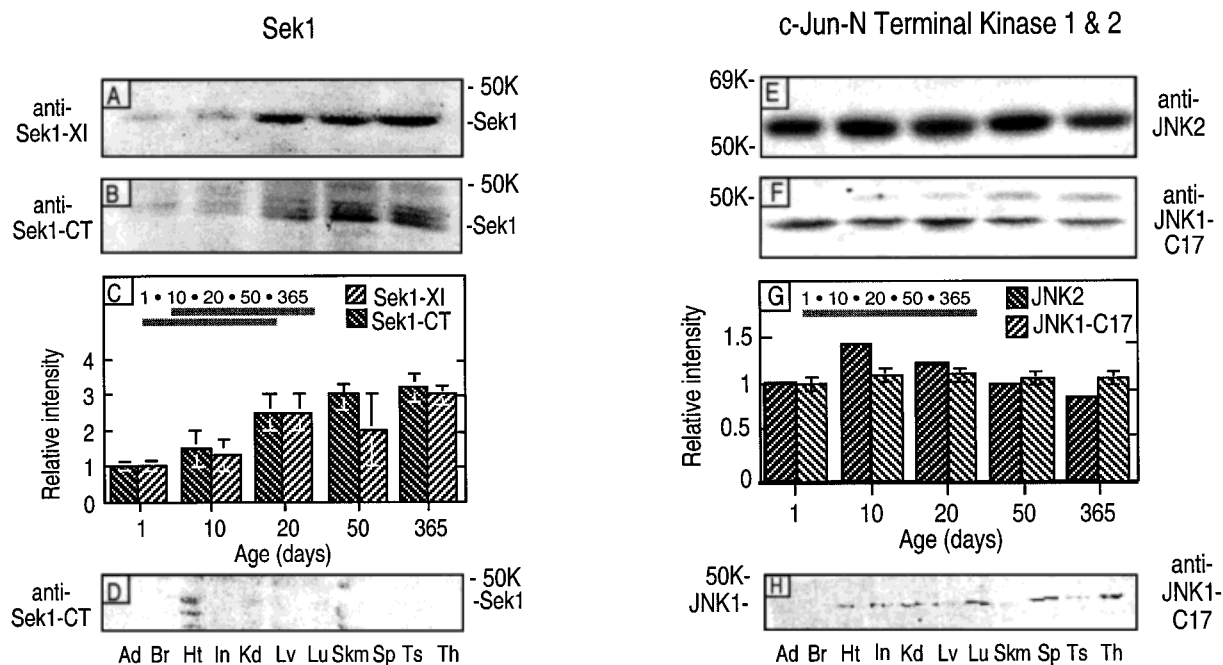 Sek1
anti-
Sek1-XI
A
- 50K
-Sek1
anti-
Sek1-CT
B
- 50K
-Sek1
C
1 • 10 • 20 • 50 • 365
Sek1-XI
Sek1-CT
Relative intensity
4
3
2
1
0
1 10 20 50 365
Age (days)
anti-
Sek1-CT
D
- 50K
-Sek1
Ad Br Ht In Kd Lv Lu Skm Sp Ts Th
c-Jun-N Terminal Kinase 1 & 2
69K-
50K-
E
anti-
JNK2
50K-
F
anti-
JNK1-
C17
G
1 • 10 • 20 • 50 • 365
JNK2
JNK1-C17
Relative intensity
1.5
1
0.5
0
1 10 20 50 365
Age (days)
50K-
JNK1-
H
anti-
JNK1-
C17
Ad Br Ht In Kd Lv Lu Skm Sp Ts Th